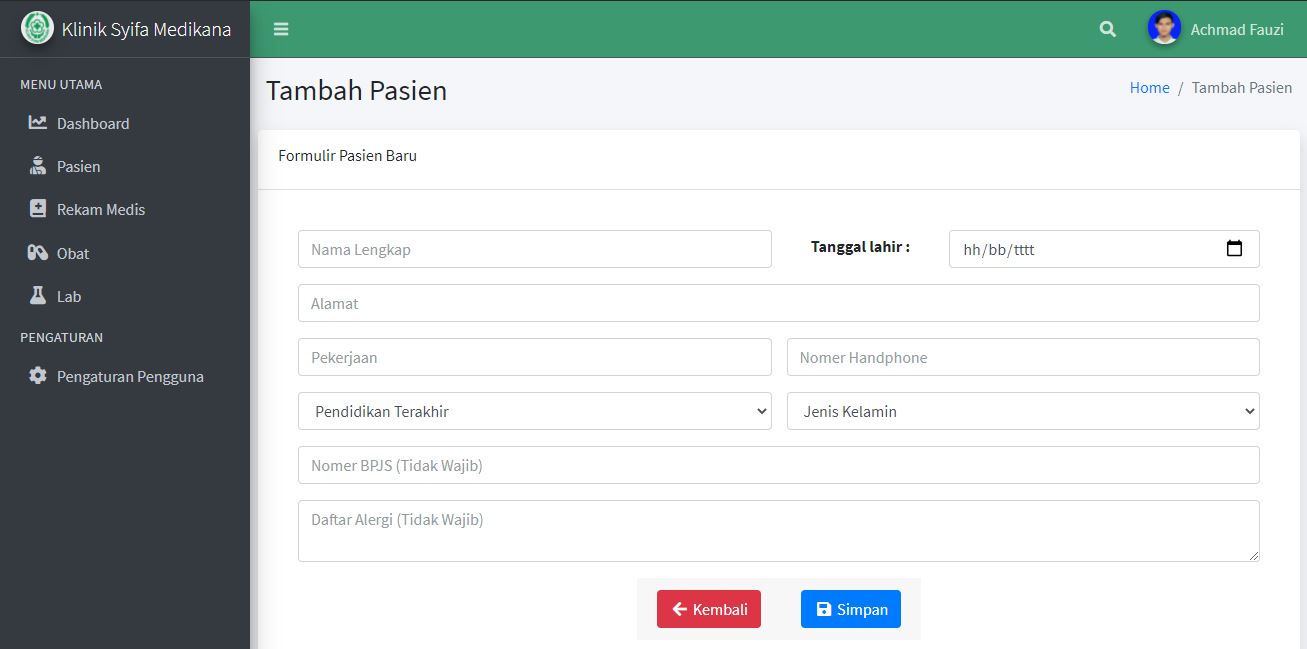 Klinik Syifa Medikana
Achmad Fauzi
MENU UTAMA
Dashboard
Pasien
Rekam Medis
Obat
Lab
PENGATURAN
Pengaturan Pengguna
Tambah Pasien
Home / Tambah Pasien
Formulir Pasien Baru
Nama Lengkap
Tanggal lahir :
hh/bb/tttt
Alamat
Pekerjaan
Nomer Handphone
Pendidikan Terakhir
Jenis Kelamin
Nomer BPJS (Tidak Wajib)
Daftar Alergi (Tidak Wajib)
Kembali
Simpan